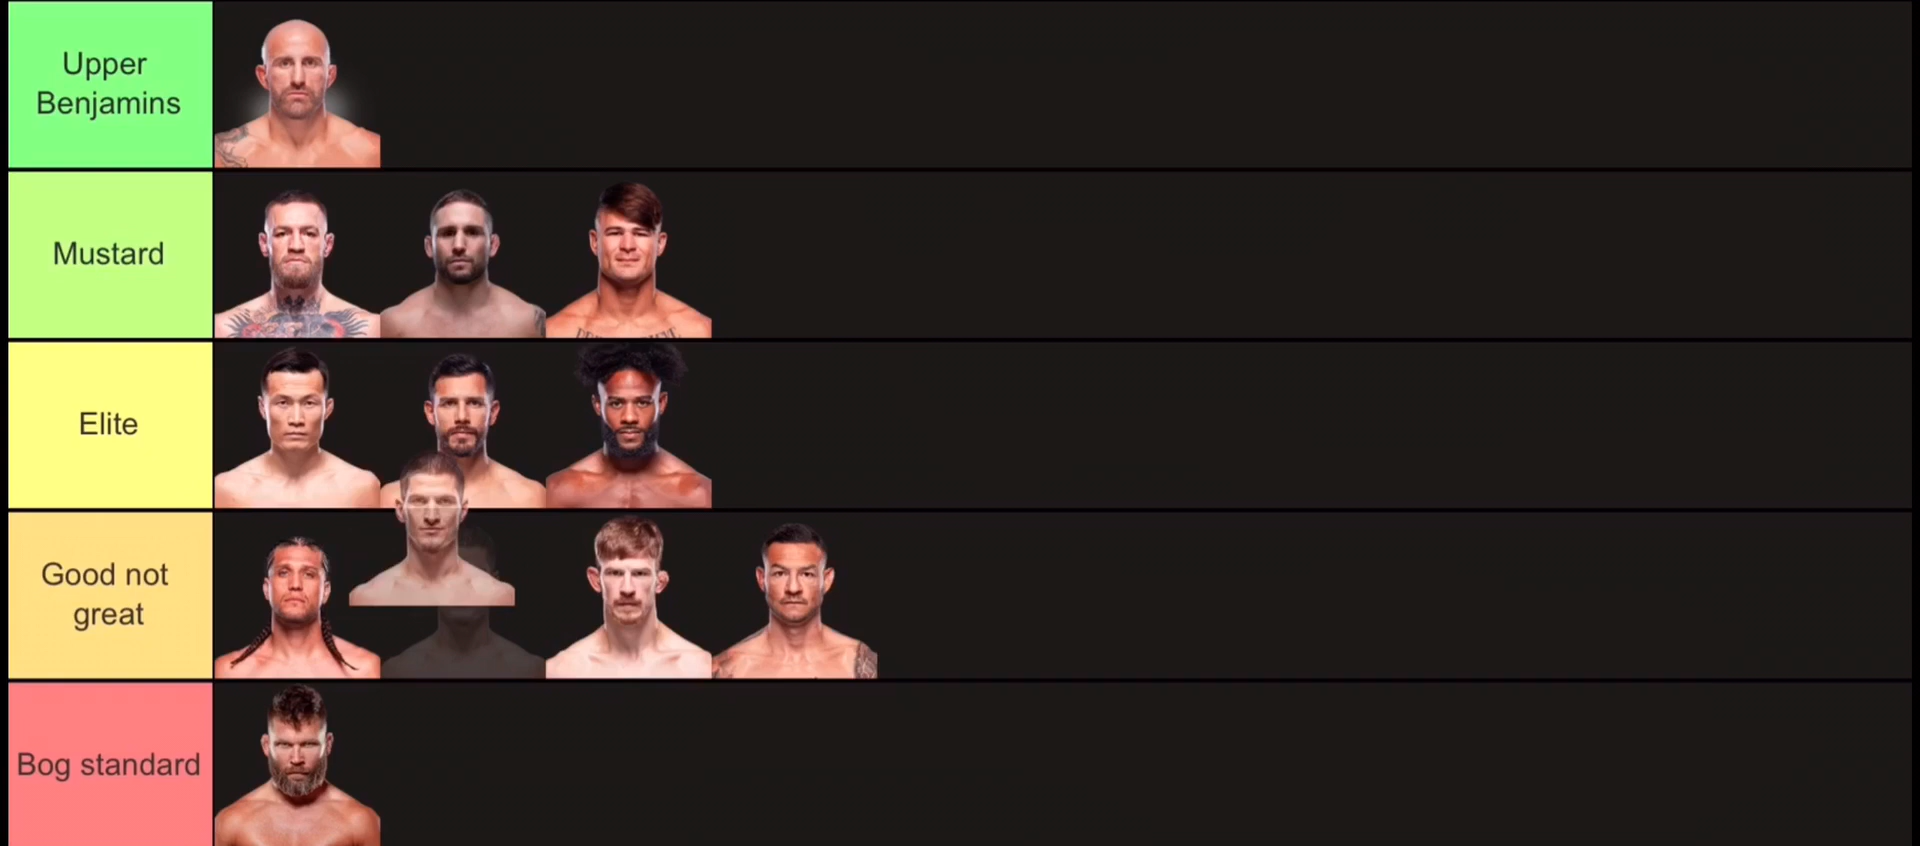 Upper
Benjamins
Mustard
Elite
Good not
great
Bog standard